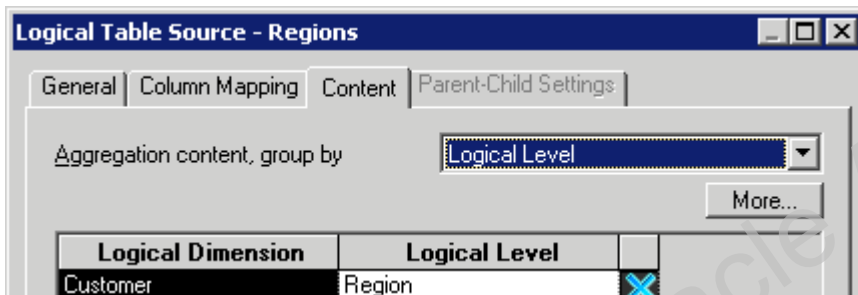 Logical Table Source - Regions
General Column Mapping Content Parent-Child Settings
Aggregation content, group by Logical Level
More...
Logical Dimension Logical Level
Customer Region